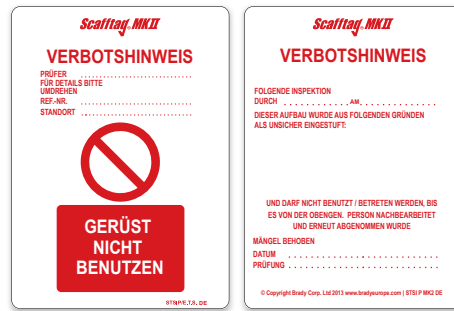 Scafftag MKII
VERBOTSHINWEIS
PRÜFER ........................
FÜR DETAILS BITTE
UMDREHEN
REF.-NR. ........................
STANDORT ........................
GERÜST
NICHT
BENUTZEN
STSIP/E.T.S. DE
Scafftag MKII
VERBOTSHINWEIS
FOLGENDE INSPEKTION
DURCH ............ AM .............
DIESER AUFBAU WURDE AUS FOLGENDEN GRÜNDEN
ALS UNSICHER EINGESTUFT:
UND DARF NICHT BENUTZT / BETRETEN WERDEN, BIS
ES VON DER OBENGEN. PERSON NACHBEARBEITET
UND ERNEUT ABGENOMMEN WURDE
MÄNGEL BEHOBEN
DATUM ........................
PRÜFUNG ........................
© Copyright Brady Corp. Ltd 2013 www.bradyeurope.com | STSI P MK2 DE